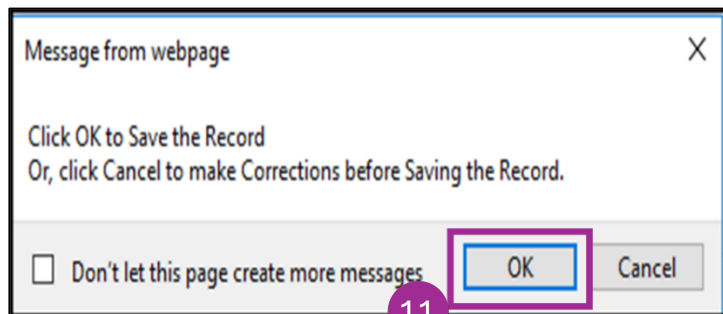 Message from webpage X
Click OK to Save the Record
Or, click Cancel to make Corrections before Saving the Record.
Don't let this page create more messages OK Cancel
11